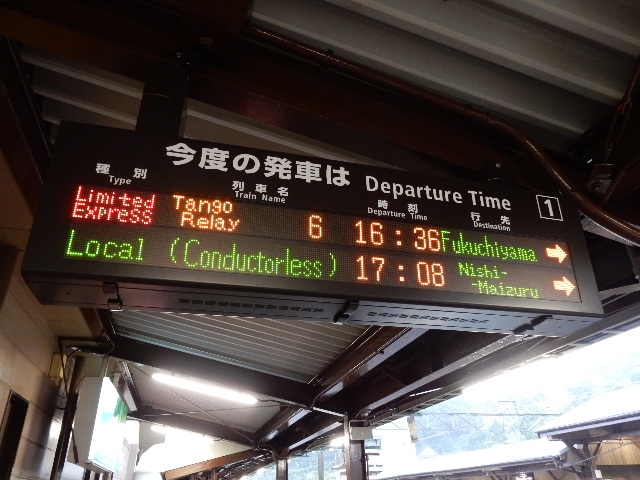 今度の発車は Departure Time 1
種別 列車名 時刻 行先
Type Train Name Departure Time Destination
Limited Express Tango Relay 6 16:36 Fukuchiyama →
Local (Conductorless) 17:08 Nishi-Maizuru →